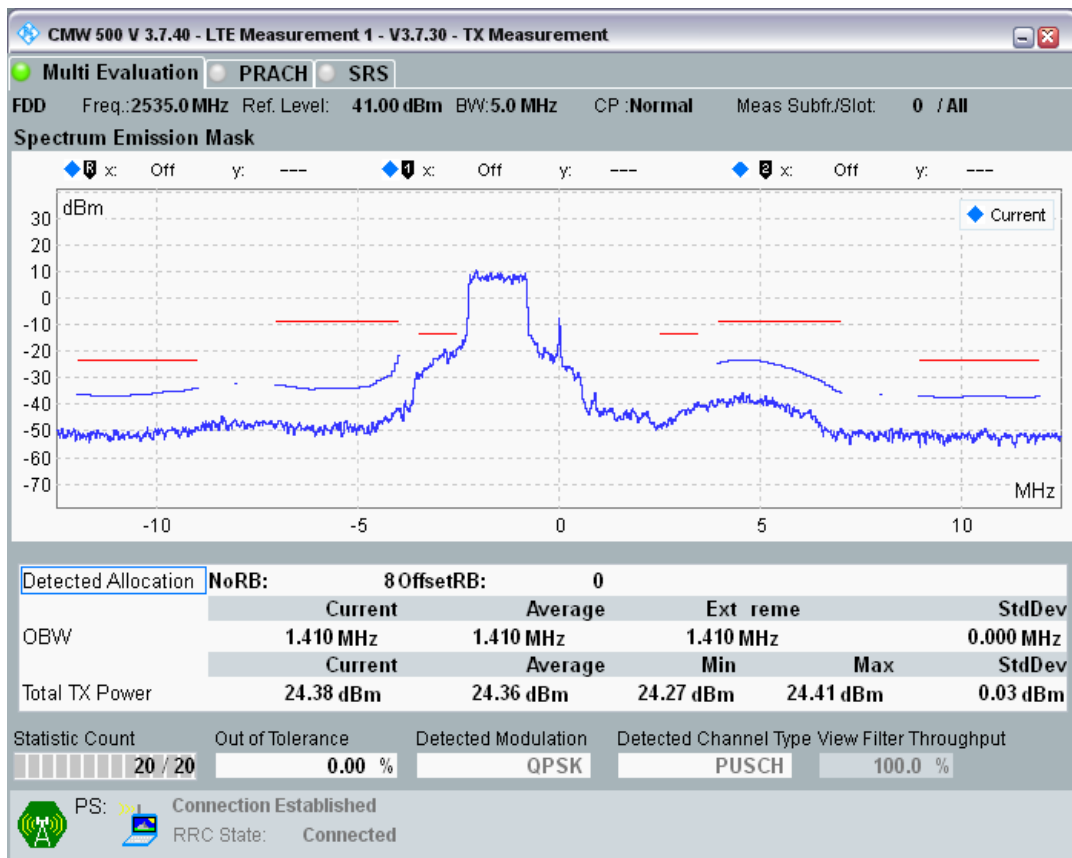 CMW 500 V 3.7.40 - LTE Measurement 1 - V3.7.30 - TX Measurement
Multi Evaluation PRACH SRS
FDD Freg.:2535.0 MHz Ref. Level: 41.00 dBm BW:5.0 MHz CP :Normal Meas Subfr./Slot: 0 / All
Spectrum Emission Mask
R x: Off y: --- 1 x: Off y: --- 2 x: Off y: ---
dBm
Current
30
20
10
0
-10
-20
-30
-40
-50
-60
-70
MHz
-10 -5 0 5 10
Detected Allocation NoRB: 8 OffsetRB: 0
Current Average Ext reme StdDev
OBW 1.410 MHz 1.410 MHz 1.410 MHz 0.000 MHz
Current Average Min Max StdDev
Total TX Power 24.38 dBm 24.36 dBm 24.27 dBm 24.41 dBm 0.03 dBm
Statistic Count Out of Tolerance Detected Modulation Detected Channel Type View Filter Throughput
20 / 20 0.00 % QPSK PUSCH 100.0 %
PS: Connection Established
RRC State: Connected